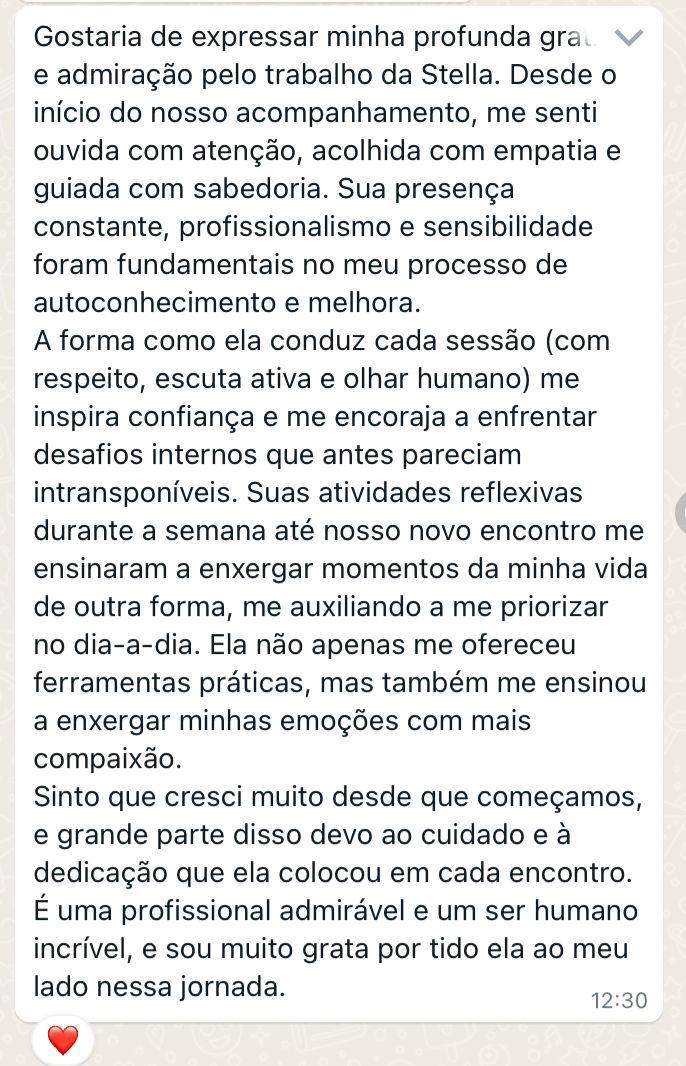 Gostaria de expressar minha profunda
e admiração pelo trabalho da Stella. Desde o
início do nosso acompanhamento, me senti
ouvida com atenção, acolhida com empatia e
guiada com sabedoria. Sua presença
constante, profissionalismo e sensibilidade
foram fundamentais no meu processo de
autoconhecimento e melhora.
A forma como ela conduz cada sessão (com
respeito, escuta ativa e olhar humano) me
inspira confiança e me encoraja a enfrentar
desafios internos que antes pareciam
intransponíveis. Suas atividades reflexivas
durante a semana até nosso novo encontro me
ensinaram a enxergar momentos da minha vida
de outra forma, me auxiliando a me priorizar
no dia-a-dia. Ela não apenas me ofereceu
ferramentas práticas, mas também me ensinou
a enxergar minhas emoções com mais
compaixão.
Sinto que cresci muito desde que começamos,
e grande parte disso devo ao cuidado e à
dedicação que ela colocou em cada encontro.
É uma profissional admirável e um ser humano
incrível, e sou muito grata por tido ela ao meu
lado nessa jornada.
12:30